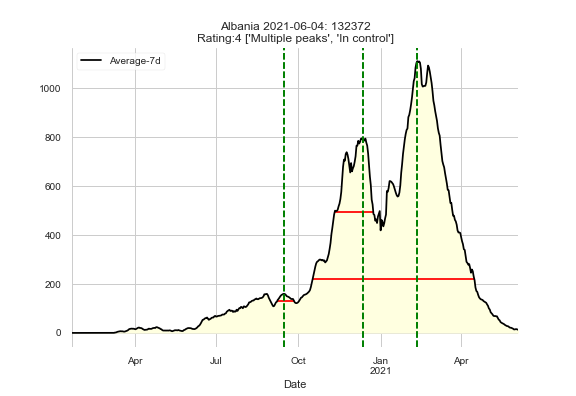 Albania 2021-06-04: 132372
Rating:4 ['Multiple peaks', 'In control']
Average-7d
1000
800
600
400
200
0
Apr Jul Oct Jan Apr
2021
Date